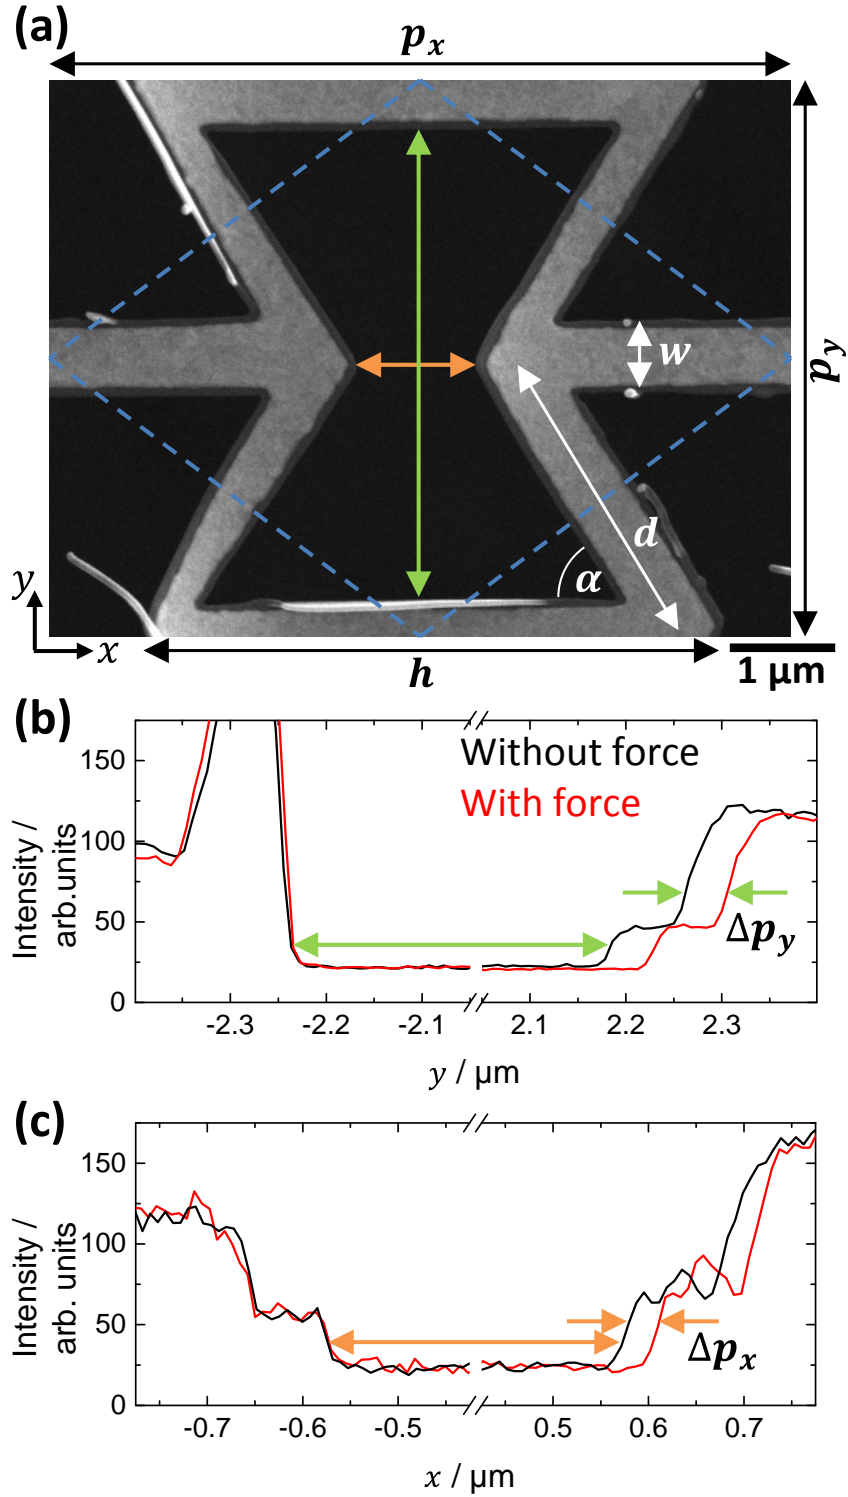 (a)
pₓ
w
p_y
d
α
y
x
h
1 μm
(b)
Without force
With force
Intensity /
arb.units
150
100
50
0
Δp_y
-2.3 -2.2 -2.1 2.1 2.2 2.3
y / μm
(c)
Intensity /
arb. units
150
100
50
0
Δpₓ
-0.7 -0.6 -0.5 0.5 0.6 0.7
x / μm